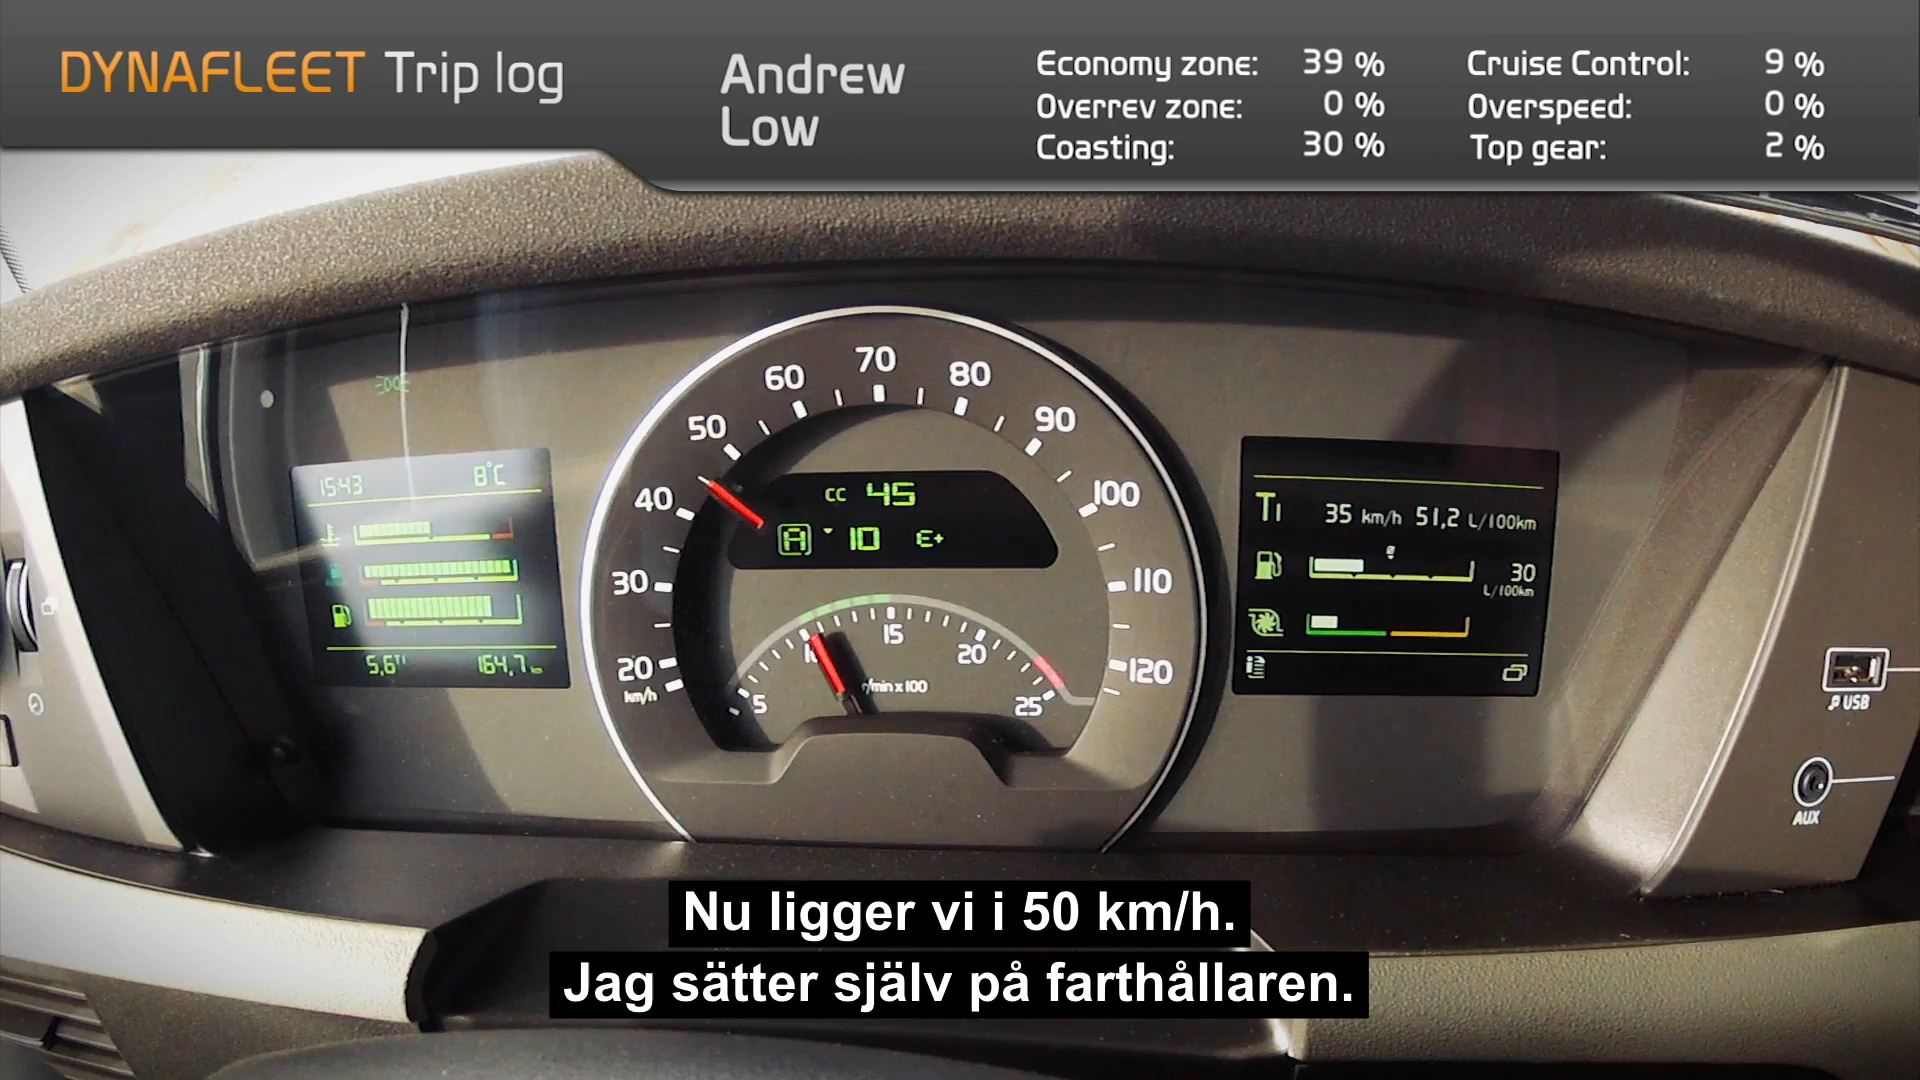 DYNAFLEET Trip log
Andrew
Low
Economy zone: 39 %
Overrev zone: 0 %
Coasting: 30 %
Cruise Control: 9 %
Overspeed: 0 %
Top gear: 2 %
15:43 8°C
5,6 164,7 km
20 30 40 50 60 70 80 90 100 110 120
km/h
CC 45
A 10 E+
5 10 15 20 25
r/min x 100
T1 35 km/h 51,2 L/100km
30
L/100km
USB
AUX
Nu ligger vi i 50 km/h.
Jag sätter själv på farthållaren.